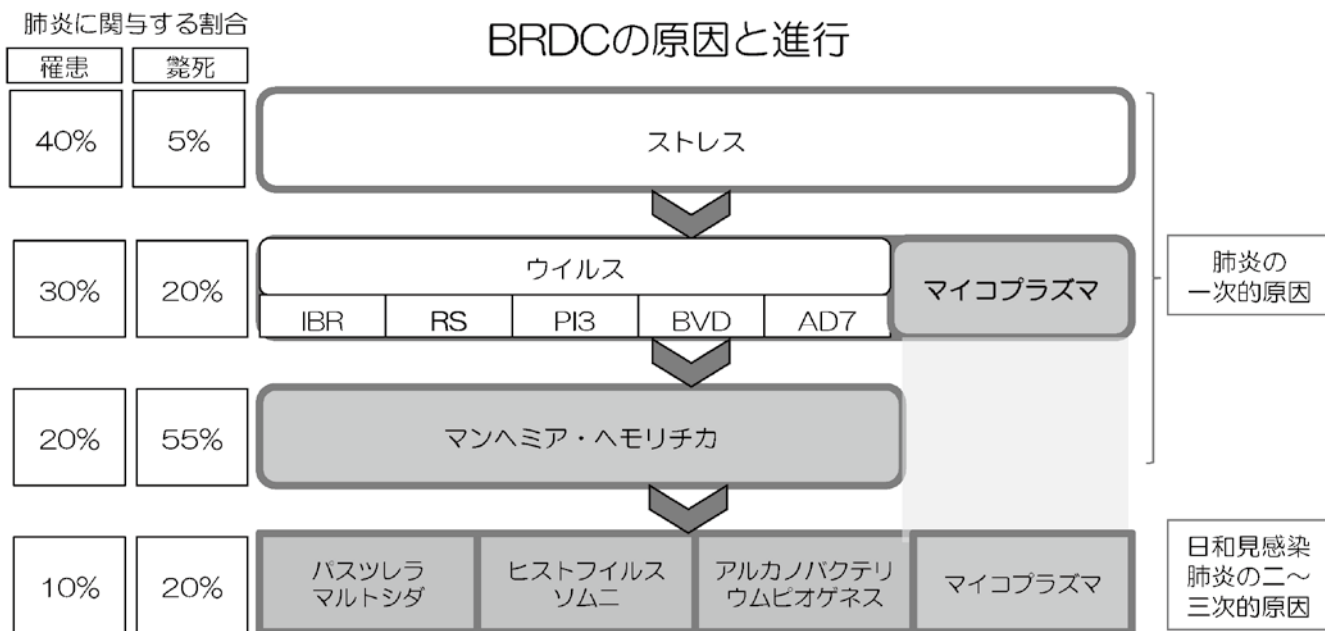 肺炎に関与する割合
BRDCの原因と進行
罹患 斃死
40% 5% ストレス
30% 20% ウイルス マイコプラズマ
IBR RS PI3 BVD AD7
肺炎の
一次的原因
20% 55% マンヘミア・ヘモリチカ
10% 20%
パスツレラ
マルトシダ
ヒストフィルス
ソムニ
アルカノバクテリ
ウムピオゲネス
マイコプラズマ
日和見感染
肺炎の二～
三次的原因